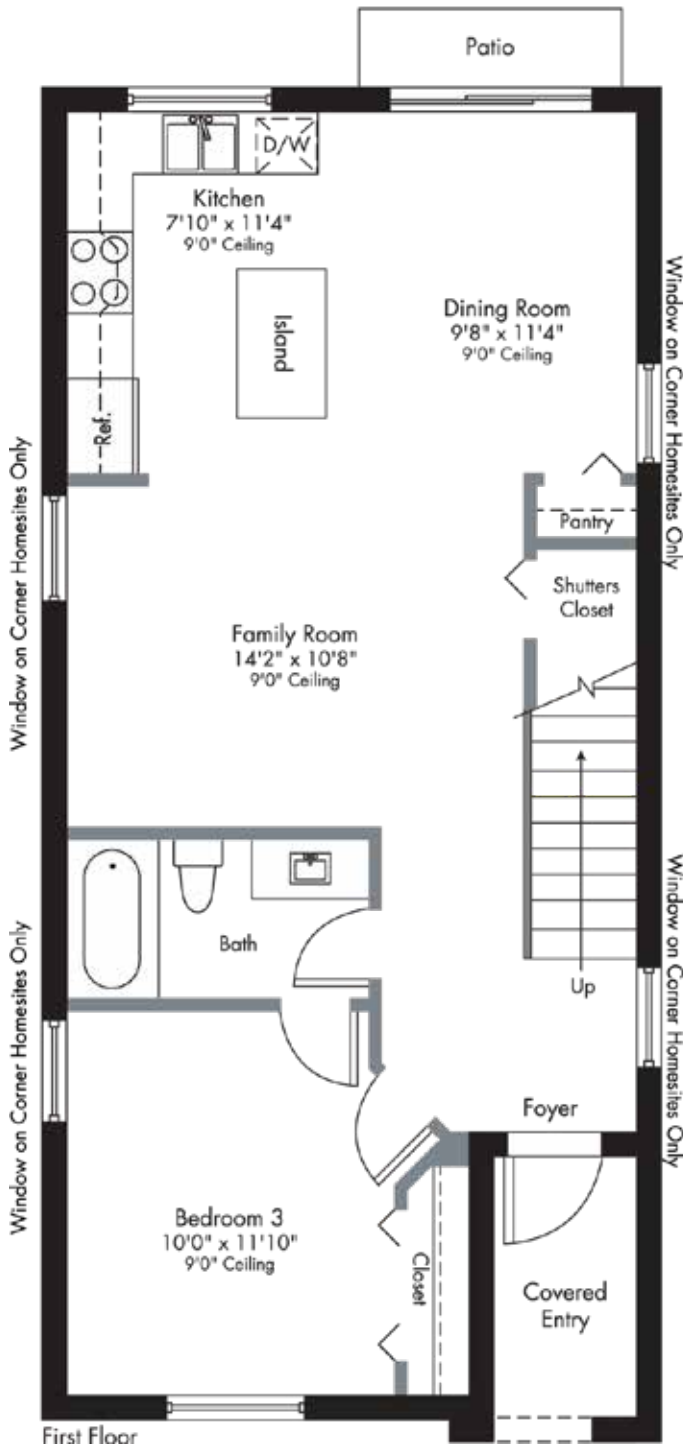 Patio
D/W
Kitchen
7'10" x 11'4"
9'0" Ceiling
Island
Dining Room
9'8" x 11'4"
9'0" Ceiling
Window on Corner Homesites Only
Ref.
Window on Corner Homesites Only
Pantry
Shutters
Closet
Family Room
14'2" x 10'8"
9'0" Ceiling
Bath
Up
Window on Corner Homesites Only
Window on Corner Homesites Only
Foyer
Bedroom 3
10'0" x 11'10"
9'0" Ceiling
Closet
Covered
Entry
First Floor